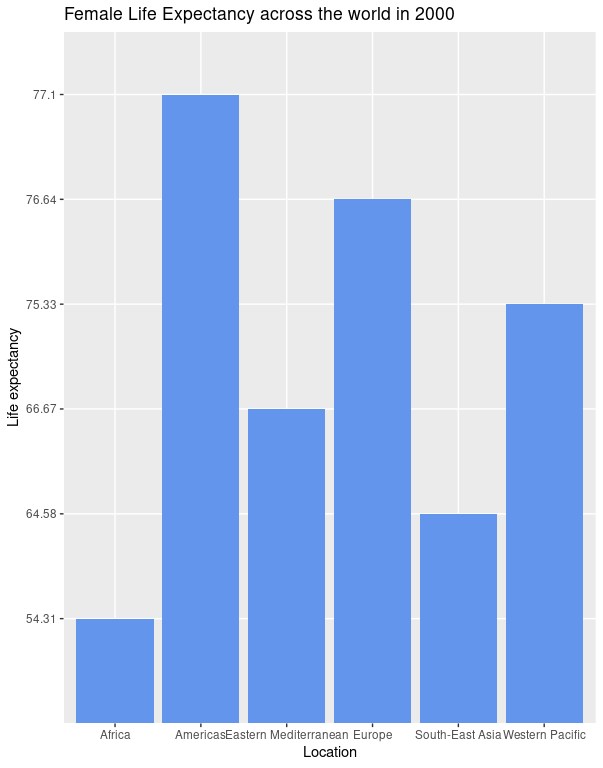 Female Life Expectancy across the world in 2000
Life expectancy
77.1
76.64
75.33
66.67
64.58
54.31
Africa
Americas
Eastern Mediterranean
Europe
South-East Asia
Western Pacific
Location